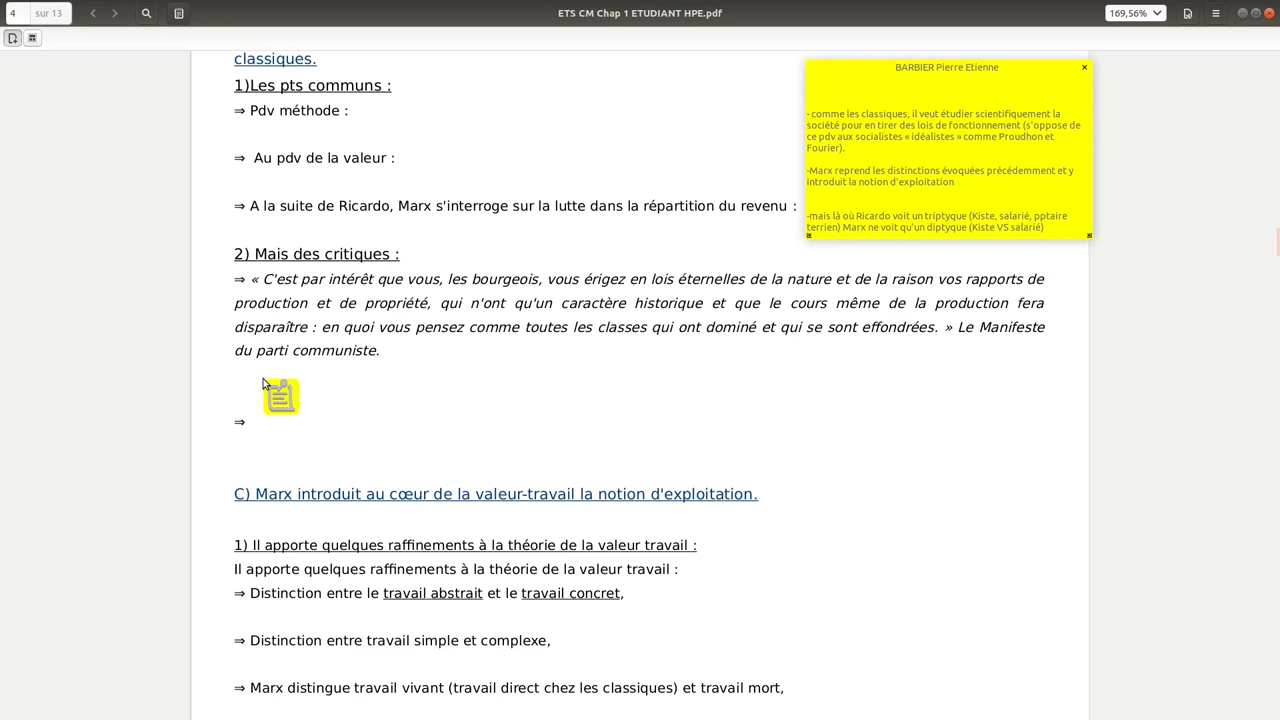 4 sur 13
ETS CM Chap 1 ETUDIANT HPE.pdf
169,56%
classiques.
1)Les pts communs :
⇒ Pdv méthode :
⇒ Au pdv de la valeur :
⇒ A la suite de Ricardo, Marx s'interroge sur la lutte dans la répartition du revenu :
BARBIER Pierre Etienne
- comme les classiques, il veut étudier scientifiquement la
société pour en tirer des lois de fonctionnement (s'oppose de
ce pdv aux socialistes « idéalistes » comme Proudhon et
Fourier).
-Marx reprend les distinctions évoquées précédemment et y
introduit la notion d'exploitation
-mais là où Ricardo voit un triptyque (Kiste, salarié, pptaire
terrien) Marx ne voit qu'un diptyque (Kiste VS salarié)
2) Mais des critiques :
⇒ « C'est par intérêt que vous, les bourgeois, vous érigez en lois éternelles de la nature et de la raison vos rapports de
production et de propriété, qui n'ont qu'un caractère historique et que le cours même de la production fera
disparaître : en quoi vous pensez comme toutes les classes qui ont dominé et qui se sont effondrées. » Le Manifeste
du parti communiste.
⇒
C) Marx introduit au cœur de la valeur-travail la notion d'exploitation.
1) Il apporte quelques raffinements à la théorie de la valeur travail :
Il apporte quelques raffinements à la théorie de la valeur travail :
⇒ Distinction entre le travail abstrait et le travail concret,
⇒ Distinction entre travail simple et complexe,
⇒ Marx distingue travail vivant (travail direct chez les classiques) et travail mort,